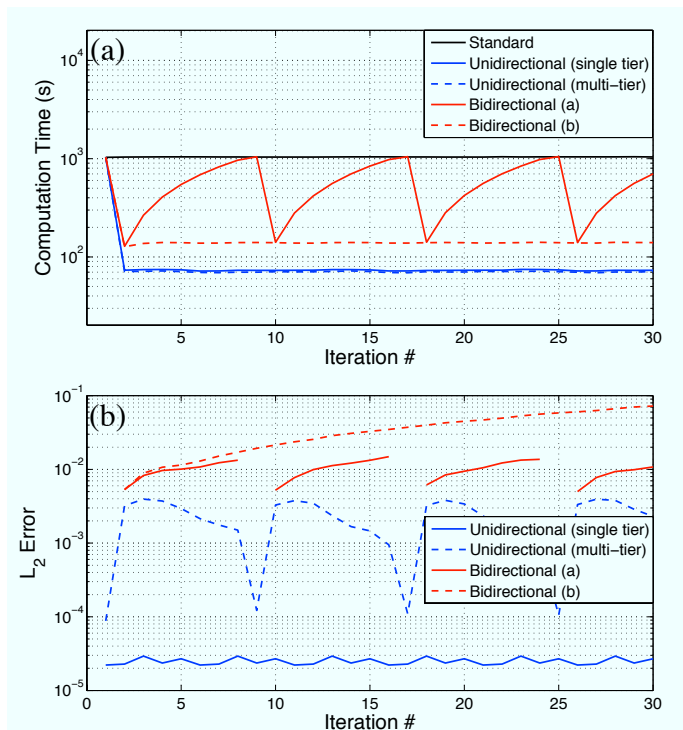 (a)
Computation Time (s)
10^4
10^3
10^2
Standard
Unidirectional (single tier)
Unidirectional (multi−tier)
Bidirectional (a)
Bidirectional (b)
5 10 15 20 25 30
Iteration #
(b)
L_2 Error
10^−1
10^−2
10^−3
10^−4
10^−5
Unidirectional (single tier)
Unidirectional (multi−tier)
Bidirectional (a)
Bidirectional (b)
0 5 10 15 20 25 30
Iteration #